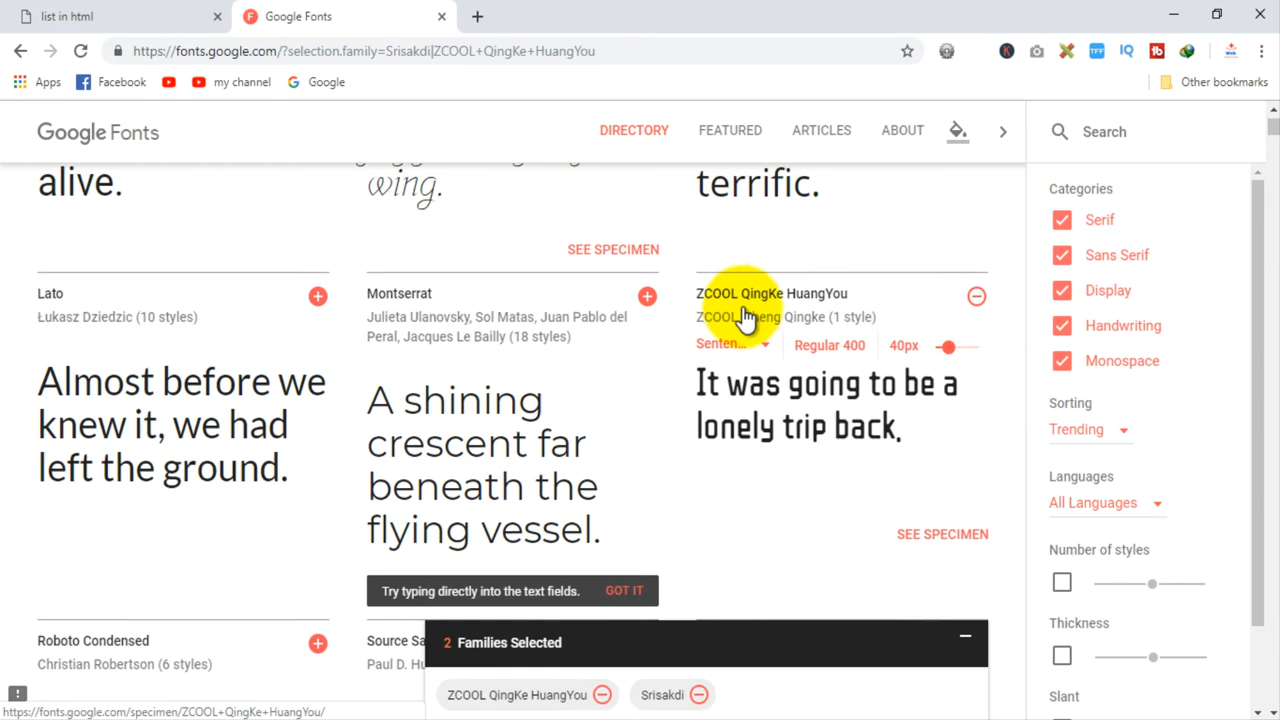 list in html
Google Fonts
https://fonts.google.com/?selection.family=Srisakdi|ZCOOL+QingKe+HuangYou
Apps
Facebook
my channel
Google
Other bookmarks
Google Fonts
DIRECTORY
FEATURED
ARTICLES
ABOUT
Search
alive.
wing.
terrific.
SEE SPECIMEN
Lato
Łukasz Dziedzic (10 styles)
Almost before we
knew it, we had
left the ground.
Montserrat
Julieta Ulanovsky, Sol Matas, Juan Pablo del
Peral, Jacques Le Bailly (18 styles)
A shining
crescent far
beneath the
flying vessel.
Try typing directly into the text fields.
GOT IT
ZCOOL QingKe HuangYou
ZCOOL, Zheng Qingke (1 style)
Senten...
Regular 400
40px
It was going to be a
lonely trip back.
SEE SPECIMEN
Roboto Condensed
Christian Robertson (6 styles)
Source Sa
Paul D. Hu
2 Families Selected
ZCOOL QingKe HuangYou
Srisakdi
Categories
Serif
Sans Serif
Display
Handwriting
Monospace
Sorting
Trending
Languages
All Languages
Number of styles
Thickness
Slant
https://fonts.google.com/specimen/ZCOOL+QingKe+HuangYou/